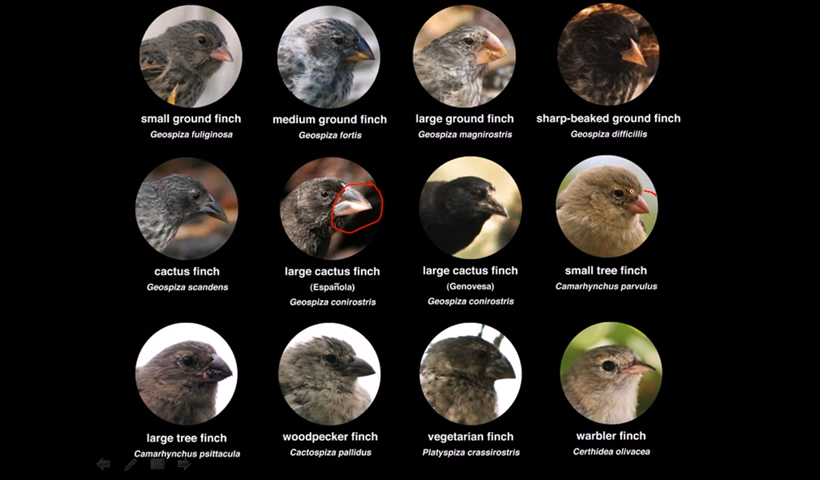 small ground finch
Geospiza fuliginosa
medium ground finch
Geospiza fortis
large ground finch
Geospiza magnirostris
sharp-beaked ground finch
Geospiza difficillis
cactus finch
Geospiza scandens
large cactus finch
(Española)
Geospiza conirostris
large cactus finch
(Genovesa)
Geospiza conirostris
small tree finch
Camarhynchus parvulus
large tree finch
Camarhynchus psittacula
woodpecker finch
Cactospiza pallidus
vegetarian finch
Platyspiza crassirostris
warbler finch
Certhidea olivacea